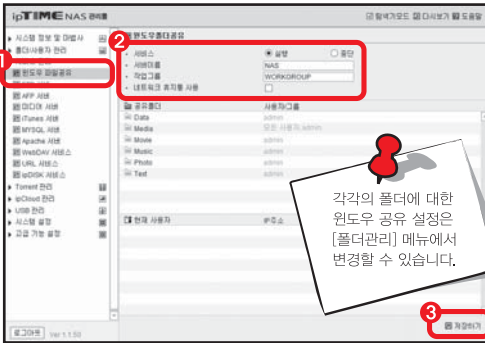 ipTIME NAS 관리
탐색기모드 다시보기 도움말
시스템 정보 및 마법사
폴더/사용자 관리
1
윈도우 파일공유
AFP 서버
미디어 서버
iTunes 서버
MYSQL 서버
Apache 서버
WebDAV 서비스
URL 서비스
ipDISK 서비스
Torrent 관리
ipCloud 관리
USB 관리
시스템 설정
고급 기능 설정
로그아웃 Ver 1.1.50
윈도우폴더공유
2
서비스 실행 중단
서버이름 NAS
작업그룹 WORKGROUP
네트워크 휴지통 사용
공유폴더 사용자/그룹
Data admin
Media 모든 사용자, admin
Movie admin
Music admin
Photo admin
Text admin
현재 사용자 IP주소
각각의 폴더에 대한
윈도우 공유 설정은
[폴더관리] 메뉴에서
변경할 수 있습니다.
3
저장하기